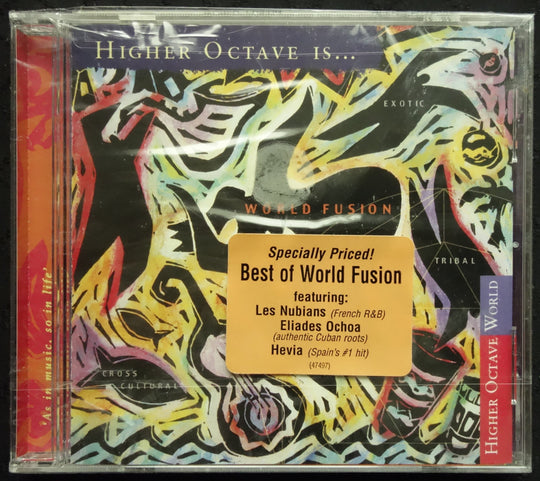 HIGHER OCTAVE IS...
EXOTIC
WORLD FUSION
TRIBAL
Specially Priced!
Best of World Fusion
featuring:
Les Nubians (French R&B)
Eliades Ochoa
(authentic Cuban roots)
Hevia (Spain's #1 hit)
(47497)
CROSS
CULTURAL
'As in music, so in life'
HIGHER OCTAVE WORLD